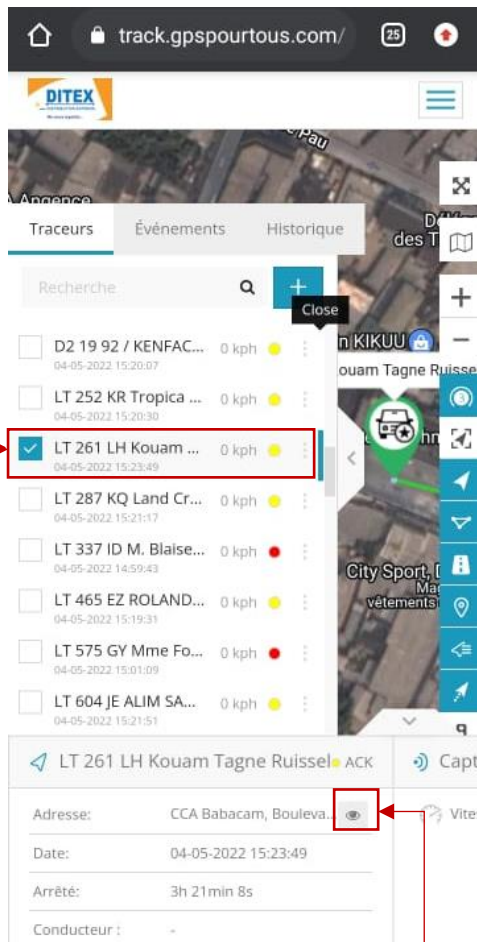 track.gpspourtous.com/
25
DITEX
Pau
Angence
Traceurs
Événements
Historique
des T
Recherche
Close
D2 19 92 / KENFAC... 0 kph
04-05-2022 15:20:07
n KIKUU
ouam Tagne Ruisse
LT 252 KR Tropica ... 0 kph
04-05-2022 15:20:30
LT 261 LH Kouam ... 0 kph
04-05-2022 15:23:49
LT 287 KQ Land Cr... 0 kph
04-05-2022 15:21:17
LT 337 ID M. Blaise... 0 kph
04-05-2022 14:59:43
City Sport,
vêtements
LT 465 EZ ROLAND... 0 kph
04-05-2022 15:19:31
LT 575 GY Mme Fo... 0 kph
04-05-2022 15:01:09
LT 604 JE ALIM SA... 0 kph
04-05-2022 15:21:51
LT 261 LH Kouam Tagne Ruissel ACK
Capt
Adresse: CCA Babacam, Bouleva...
Vite
Date: 04-05-2022 15:23:49
Arrêté: 3h 21min 8s
Conducteur : -